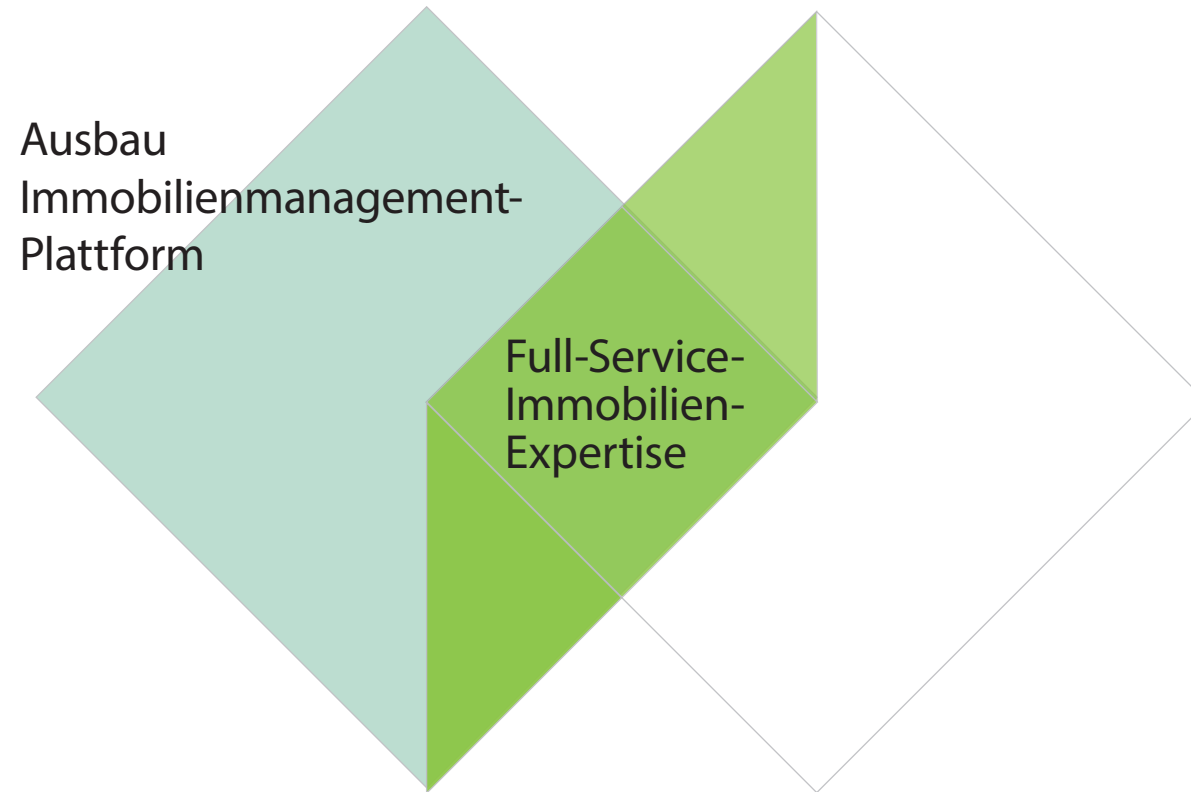 Ausbau
Immobilienmanagement-
Plattform
Full-Service-
Immobilien-
Expertise